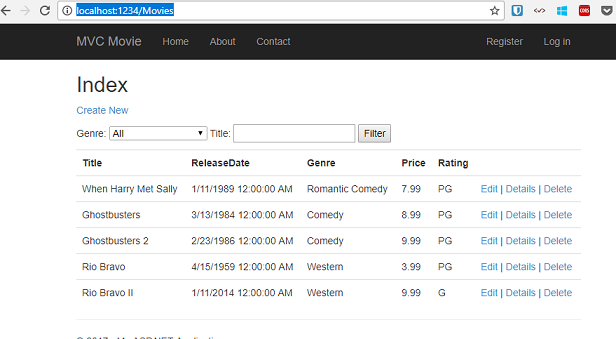 localhost:1234/Movies
MVC Movie Home About Contact Register Log in
Index
Create New
Genre: All Title: Filter
Title ReleaseDate Genre Price Rating
When Harry Met Sally 1/11/1989 12:00:00 AM Romantic Comedy 7.99 PG Edit | Details | Delete
Ghostbusters 3/13/1984 12:00:00 AM Comedy 8.99 PG Edit | Details | Delete
Ghostbusters 2 2/23/1986 12:00:00 AM Comedy 9.99 PG Edit | Details | Delete
Rio Bravo 4/15/1959 12:00:00 AM Western 3.99 PG Edit | Details | Delete
Rio Bravo II 1/11/2014 12:00:00 AM Western 9.99 G Edit | Details | Delete